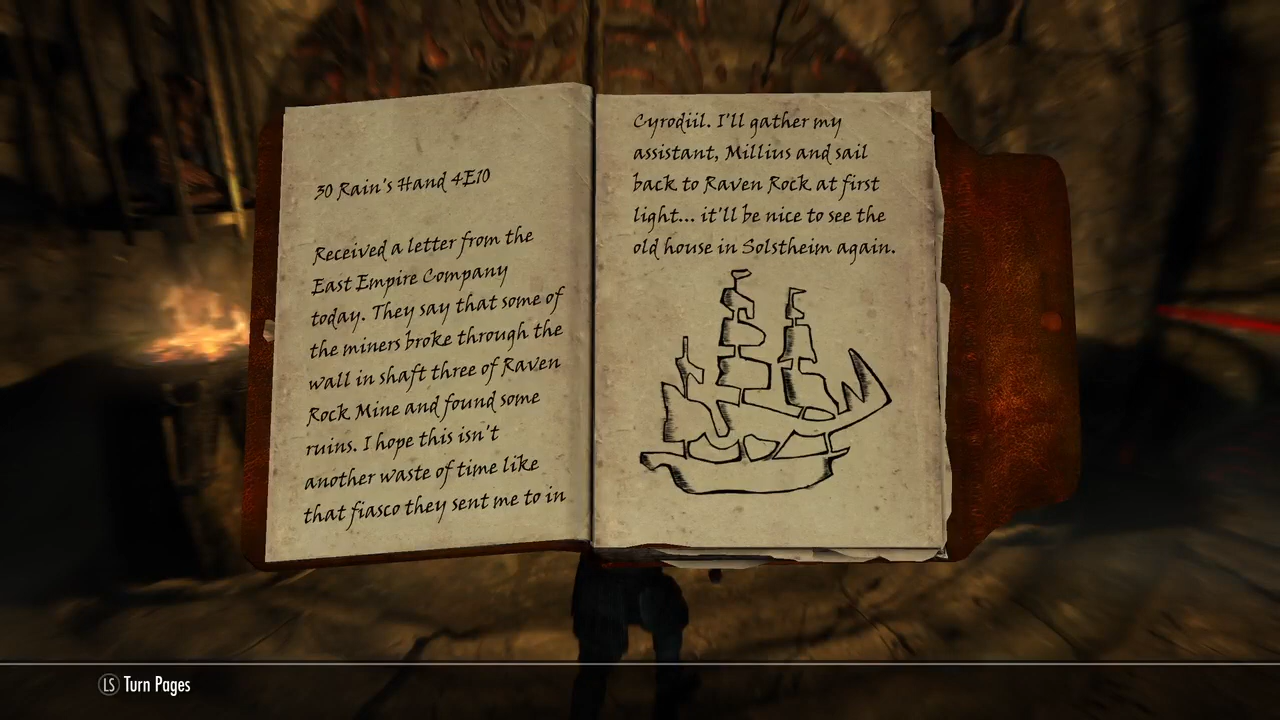 30 Rain's Hand 4E10
Received a letter from the
East Empire Company
today. They say that some of
the miners broke through the
wall in shaft three of Raven
Rock Mine and found some
ruins. I hope this isn't
another waste of time like
that fiasco they sent me to in
Cyrodiil. I'll gather my
assistant, Millius and sail
back to Raven Rock at first
light... it'll be nice to see the
old house in Solstheim again.
LS Turn Pages